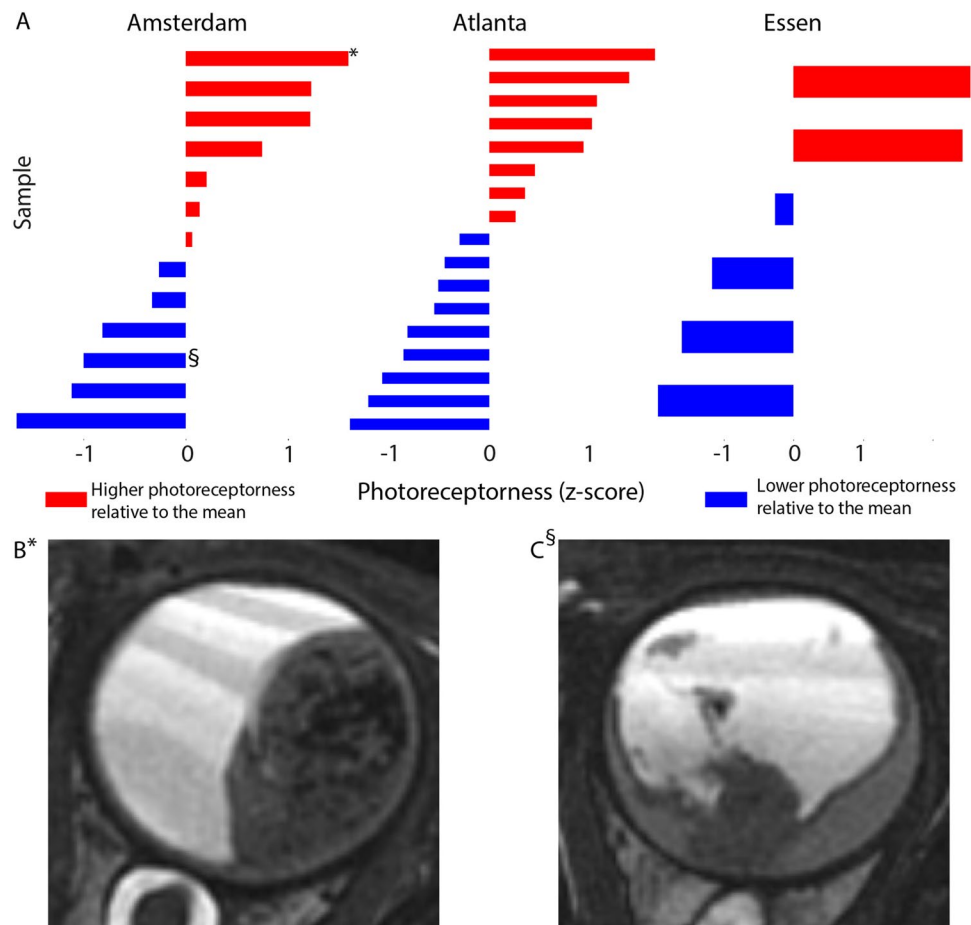 A
Amsterdam
Atlanta
Essen
*
§
Sample
-1
0
1
-1
0
1
-1
0
1
Higher photoreceptorness
relative to the mean
Photoreceptorness (z-score)
Lower photoreceptorness
relative to the mean
B*
C§